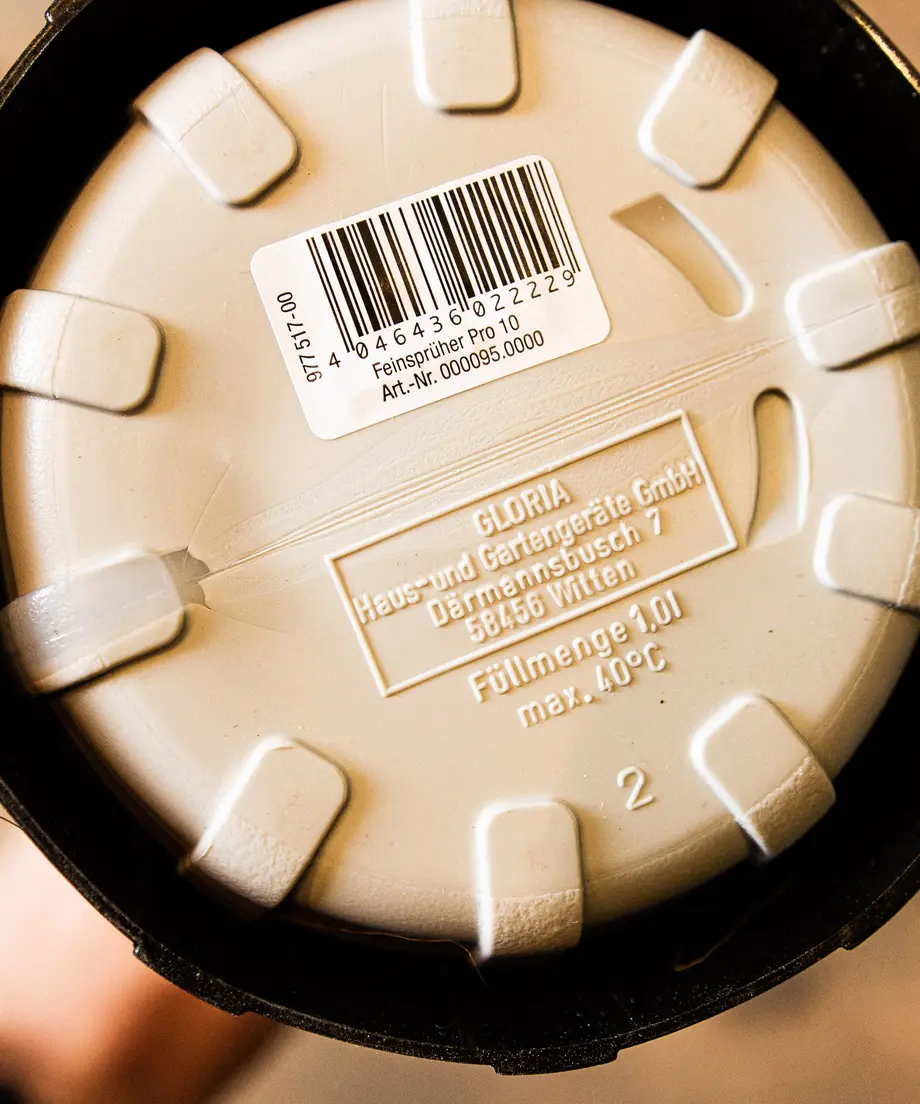 977 517-00
4 046436 022229
Feinsprüher Pro 10
Art.-Nr. 000095.0000
GLORIA
Haus-und Gartengeräte GmbH
Därmannsbusch 7
58456 Witten
Füllmenge 1,0l
max. 40°C
2